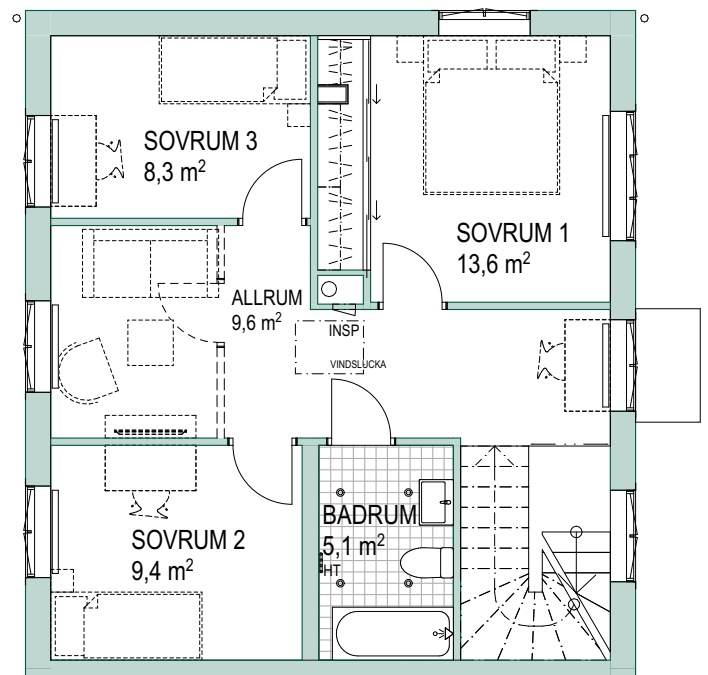 SOVRUM 3
8,3 m²
SOVRUM 1
13,6 m²
ALLRUM
9,6 m²
INSP
VINDSLUCKA
BADRUM
5,1 m²
HT
SOVRUM 2
9,4 m²